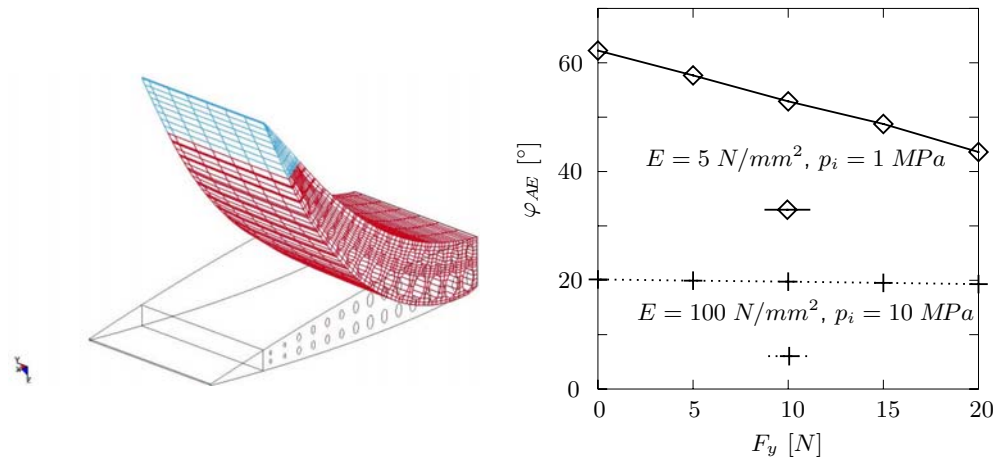 Y
X
Z
60
40
20
0
φ_AE [°]
E = 5 N/mm², p_i = 1 MPa
E = 100 N/mm², p_i = 10 MPa
0 5 10 15 20
F_y [N]